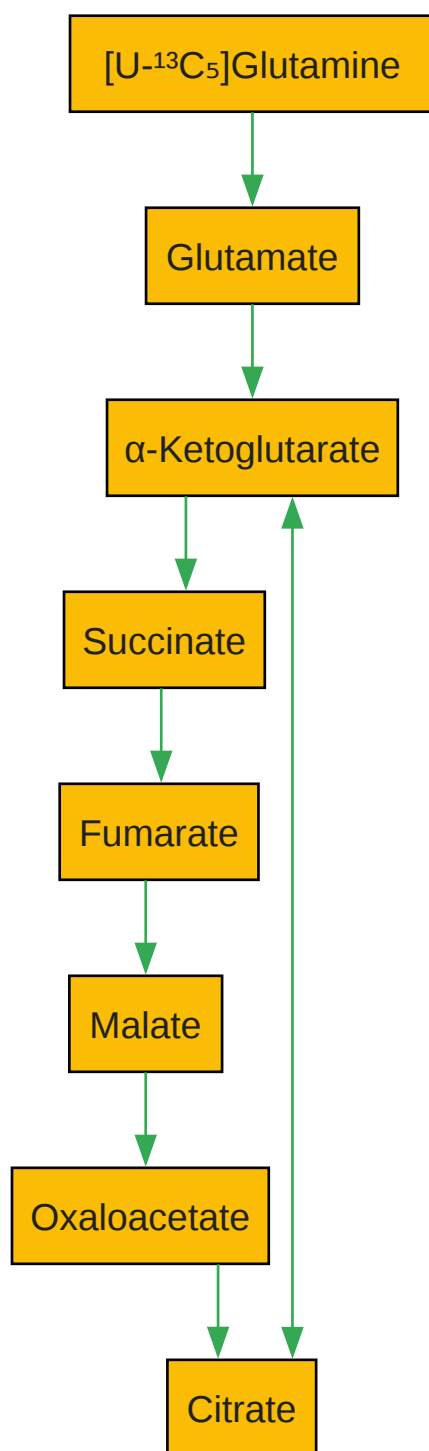 [U-¹³C₅]Glutamine
Glutamate
α-Ketoglutarate
Succinate
Fumarate
Malate
Oxaloacetate
Citrate